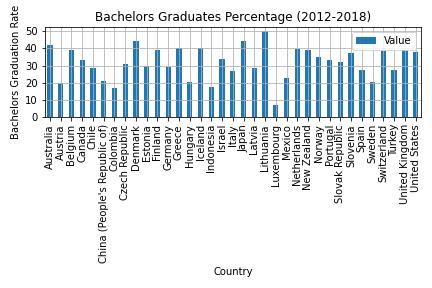 Bachelors Graduates Percentage (2012-2018)
Bachelors Graduation Rate
50
40
30
20
10
0
Value
Australia
Austria
Belgium
Canada
Chile
China (People's Republic of)
Colombia
Czech Republic
Denmark
Estonia
Finland
Germany
Greece
Hungary
Iceland
Indonesia
Israel
Italy
Japan
Latvia
Lithuania
Luxembourg
Mexico
Netherlands
New Zealand
Norway
Portugal
Slovak Republic
Slovenia
Spain
Sweden
Switzerland
Turkey
United Kingdom
United States
Country